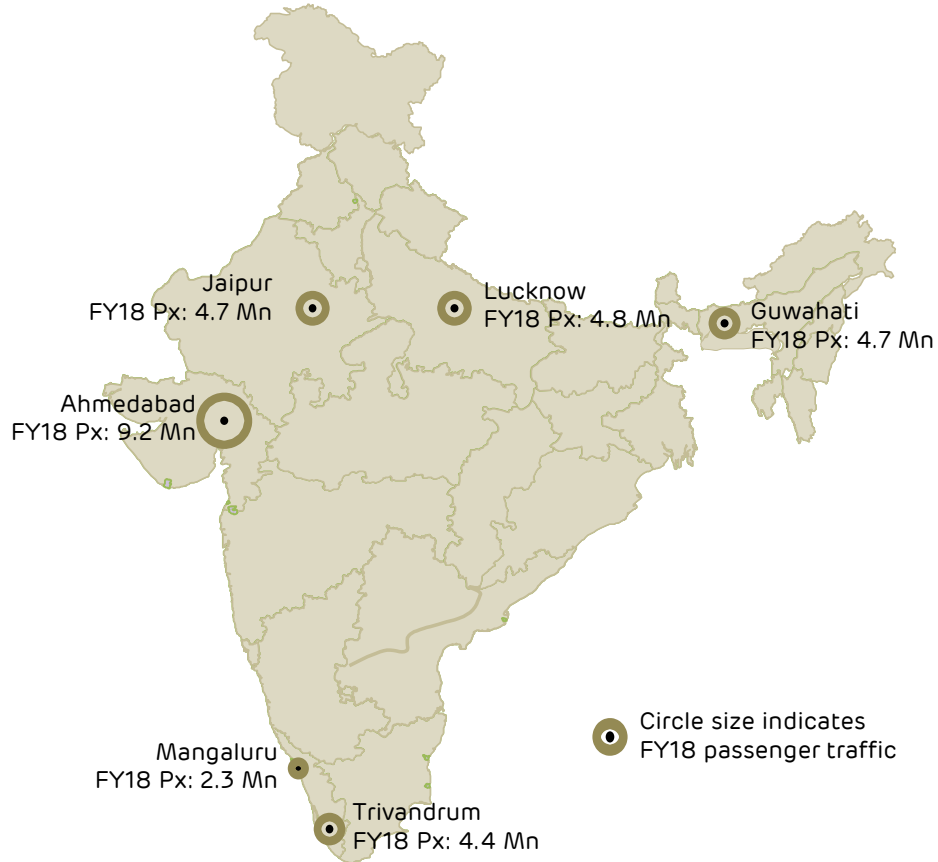 Jaipur
FY18 Px: 4.7 Mn
Lucknow
FY18 Px: 4.8 Mn
Guwahati
FY18 Px: 4.7 Mn
Ahmedabad
FY18 Px: 9.2 Mn
Circle size indicates
FY18 passenger traffic
Mangaluru
FY18 Px: 2.3 Mn
Trivandrum
FY18 Px: 4.4 Mn